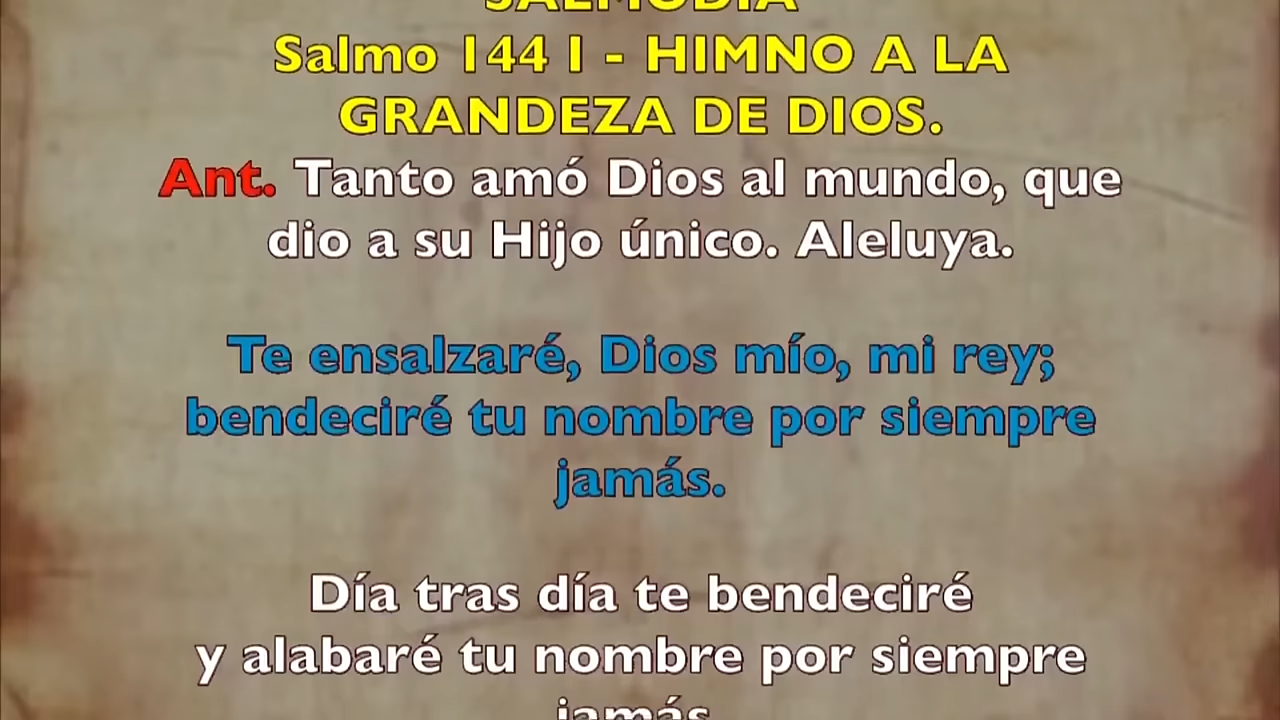 SALMODIA
Salmo 144 I - HIMNO A LA
GRANDEZA DE DIOS.
Ant. Tanto amó Dios al mundo, que
dio a su Hijo único. Aleluya.
Te ensalzaré, Dios mío, mi rey;
bendeciré tu nombre por siempre
jamás.
Día tras día te bendeciré
y alabaré tu nombre por siempre
jamás.